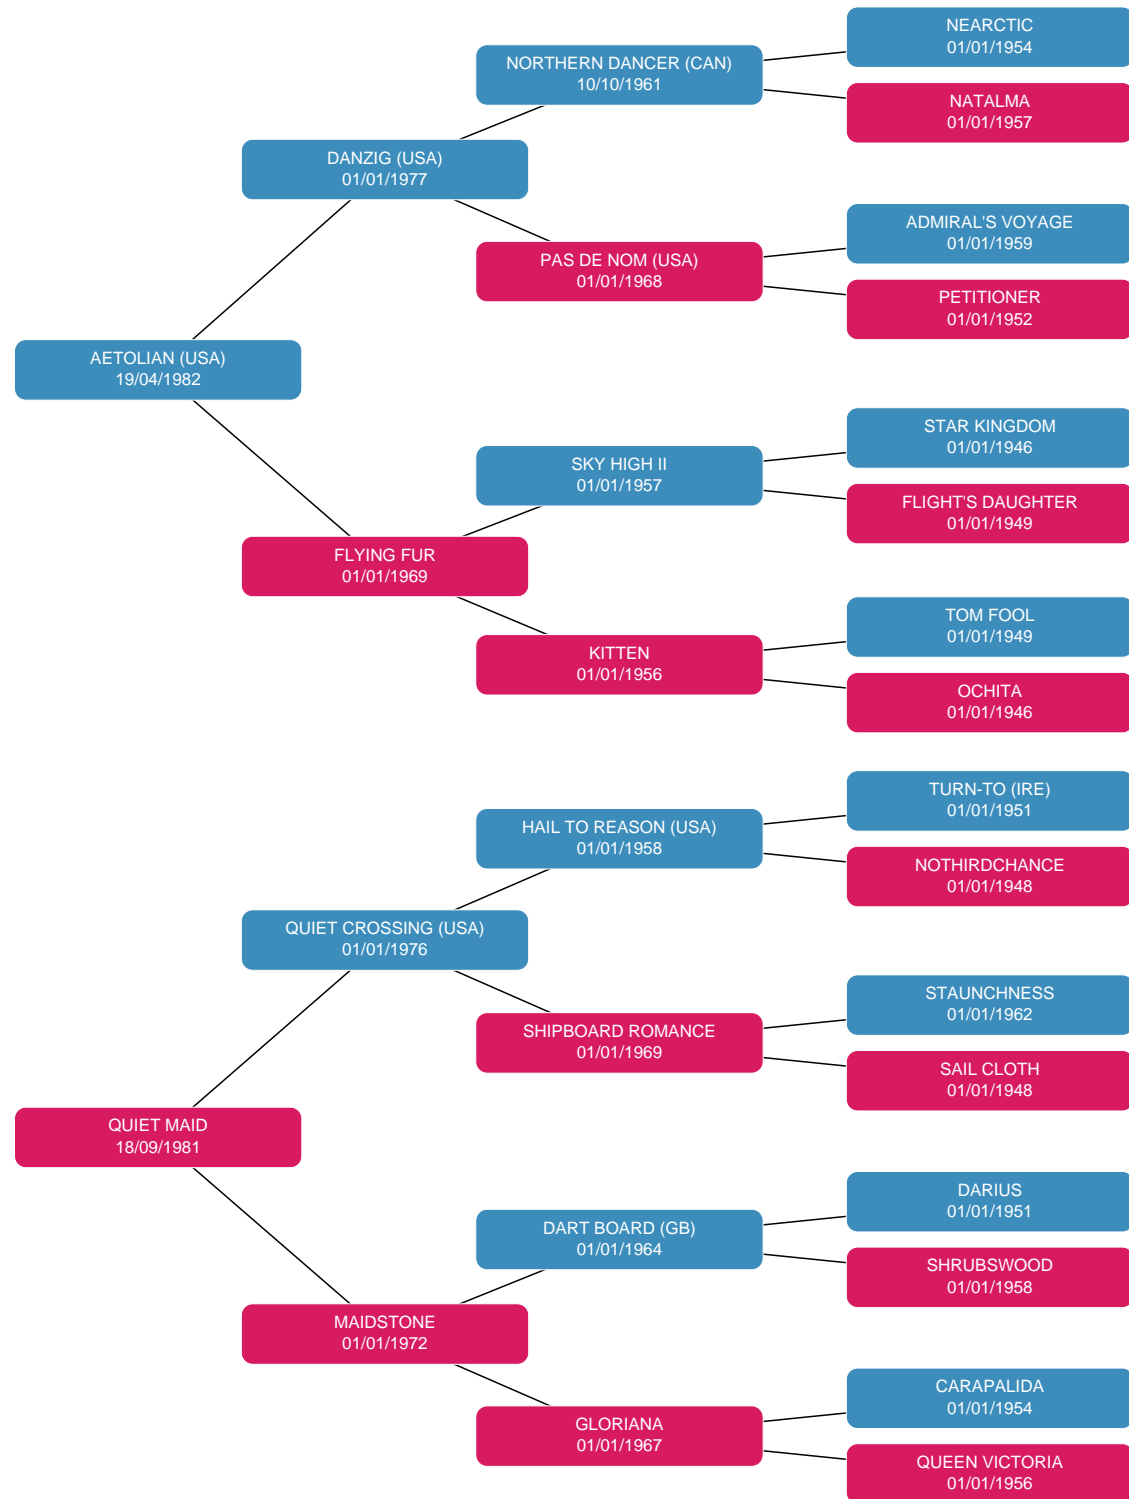 NEARCTIC
01/01/1954
NORTHERN DANCER (CAN)
10/10/1961
NATALMA
01/01/1957
DANZIG (USA)
01/01/1977
ADMIRAL'S VOYAGE
01/01/1959
PAS DE NOM (USA)
01/01/1968
PETITIONER
01/01/1952
AETOLIAN (USA)
19/04/1982
STAR KINGDOM
01/01/1946
SKY HIGH II
01/01/1957
FLIGHT'S DAUGHTER
01/01/1949
FLYING FUR
01/01/1969
TOM FOOL
01/01/1949
KITTEN
01/01/1956
OCHITA
01/01/1946
TURN-TO (IRE)
01/01/1951
HAIL TO REASON (USA)
01/01/1958
NOTHIRDCHANCE
01/01/1948
QUIET CROSSING (USA)
01/01/1976
STAUNCHNESS
01/01/1962
SHIPBOARD ROMANCE
01/01/1969
SAIL CLOTH
01/01/1948
QUIET MAID
18/09/1981
DARIUS
01/01/1951
DART BOARD (GB)
01/01/1964
SHRUBSWOOD
01/01/1958
MAIDSTONE
01/01/1972
CARAPALIDA
01/01/1954
GLORIANA
01/01/1967
QUEEN VICTORIA
01/01/1956